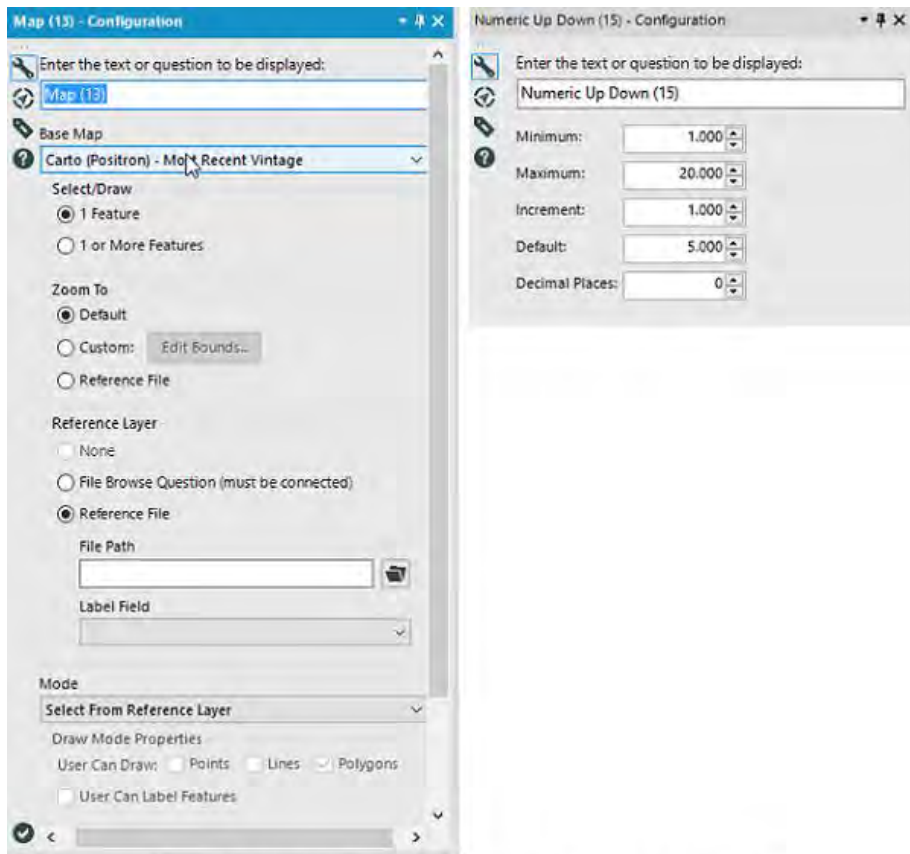 Map (13) - Configuration
Enter the text or question to be displayed:
Map (13)
Base Map
Carto (Positron) - Most Recent Vintage
Select/Draw
1 Feature
1 or More Features
Zoom To
Default
Custom: Edit Bounds...
Reference File
Reference Layer
None
File Browse Question (must be connected)
Reference File
File Path
Label Field
Mode
Select From Reference Layer
Draw Mode Properties
User Can Draw: Points Lines Polygons
User Can Label Features
Numeric Up Down (15) - Configuration
Enter the text or question to be displayed:
Numeric Up Down (15)
Minimum: 1.000
Maximum: 20.000
Increment: 1.000
Default: 5.000
Decimal Places: 0